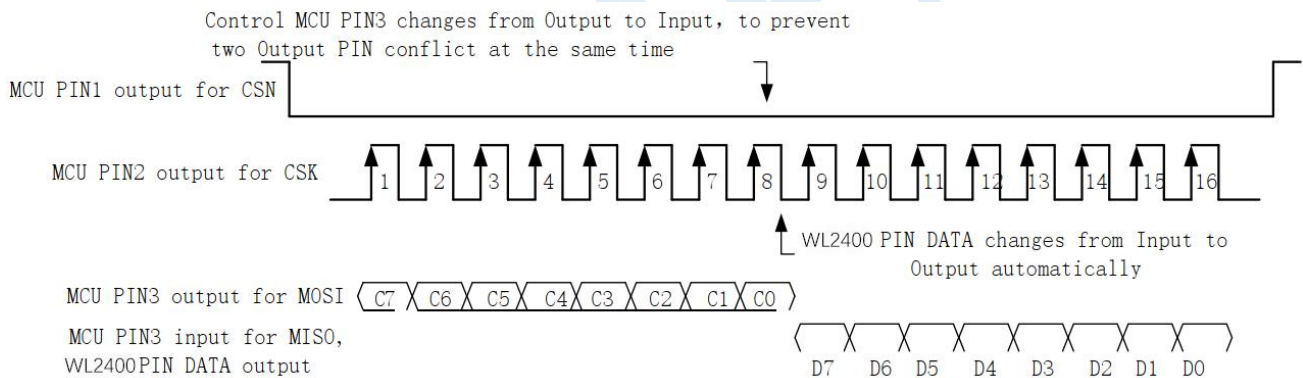 Control MCU PIN3 changes from Output to Input, to prevent
two Output PIN conflict at the same time
MCU PIN1 output for CSN
MCU PIN2 output for CSK
1 2 3 4 5 6 7 8 9 10 11 12 13 14 15 16
WL2400 PIN DATA changes from Input to
Output automatically
MCU PIN3 output for MOSI
C7 C6 C5 C4 C3 C2 C1 C0
MCU PIN3 input for MISO,
WL2400 PIN DATA output
D7 D6 D5 D4 D3 D2 D1 D0